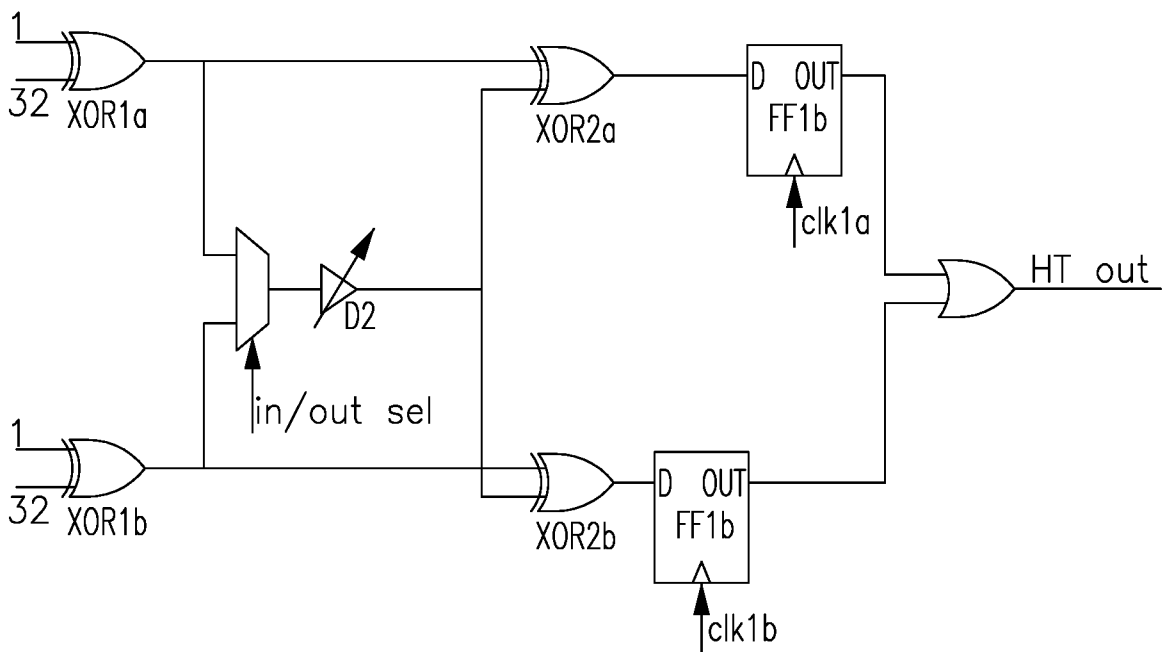 1
32
XOR1a
XOR2a
D OUT
FF1b
clk1a
HT out
D2
in/out sel
1
32
XOR1b
XOR2b
D OUT
FF1b
clk1b